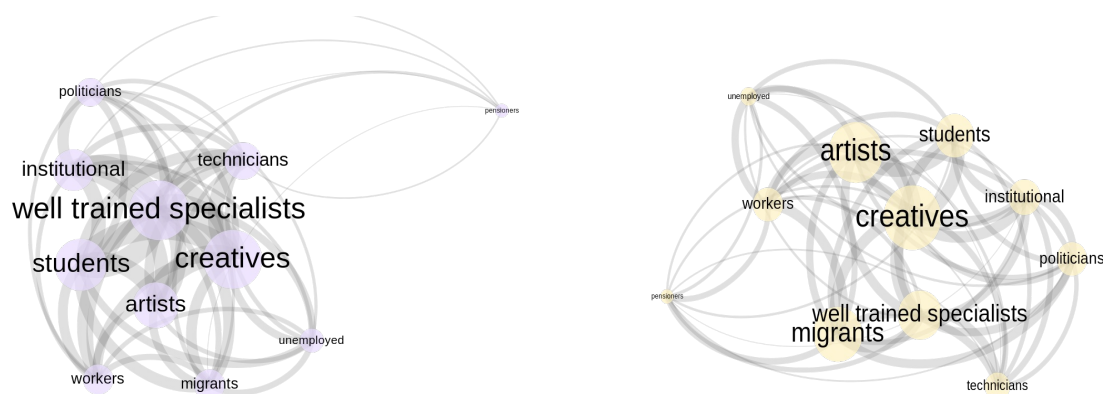 politicians
pensioners
institutional
technicians
well trained specialists
students
creatives
artists
unemployed
workers
migrants
unemployed
artists
students
workers
creatives
institutional
politicians
pensioners
well trained specialists
migrants
technicians